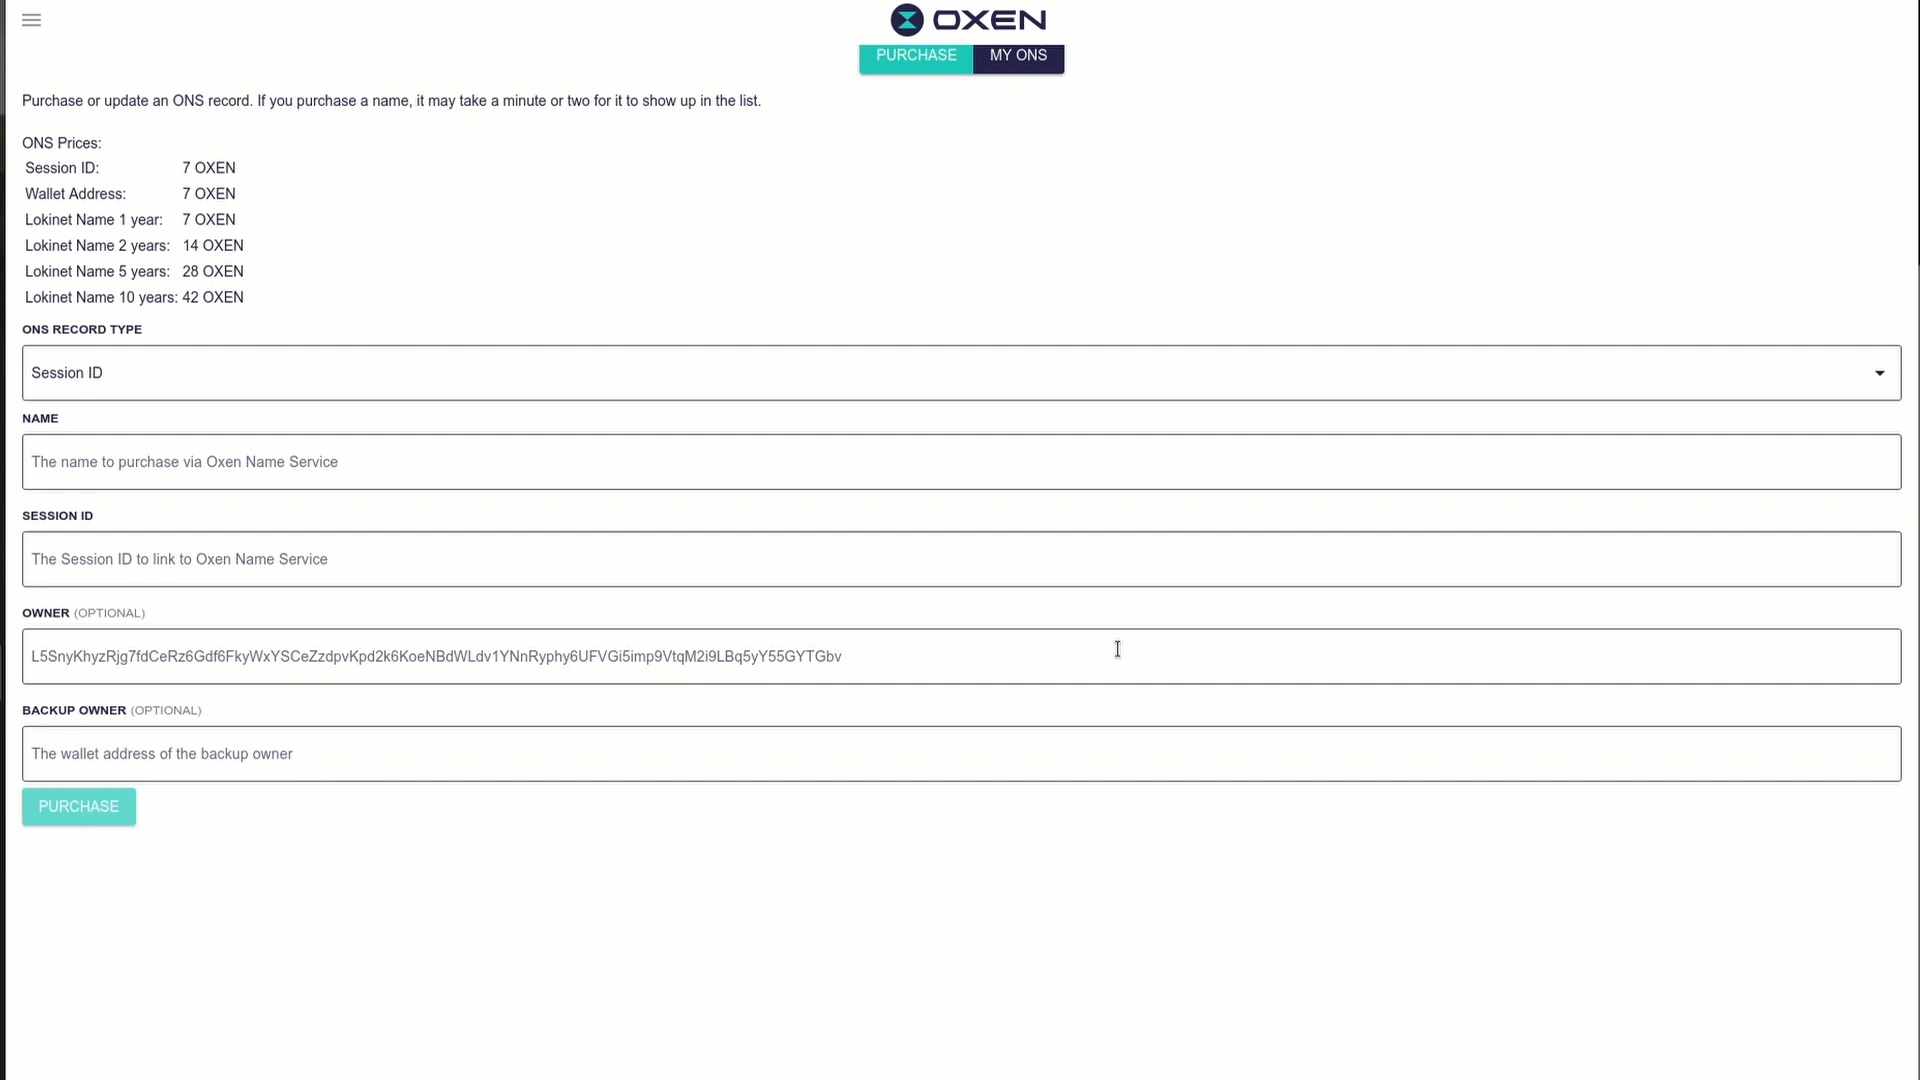 OXEN
PURCHASE MY ONS
Purchase or update an ONS record. If you purchase a name, it may take a minute or two for it to show up in the list.
ONS Prices:
Session ID: 7 OXEN
Wallet Address: 7 OXEN
Lokinet Name 1 year: 7 OXEN
Lokinet Name 2 years: 14 OXEN
Lokinet Name 5 years: 28 OXEN
Lokinet Name 10 years: 42 OXEN
ONS RECORD TYPE
Session ID
NAME
The name to purchase via Oxen Name Service
SESSION ID
The Session ID to link to Oxen Name Service
OWNER (OPTIONAL)
L5SnyKhyzRjg7fdCeRz6Gdf6FkyWxYSCeZzdpvKpd2k6KoeNBdWLdv1YNnRyphy6UFVGi5imp9VtqM2i9LBq5yY55GYTGbv
BACKUP OWNER (OPTIONAL)
The wallet address of the backup owner
PURCHASE